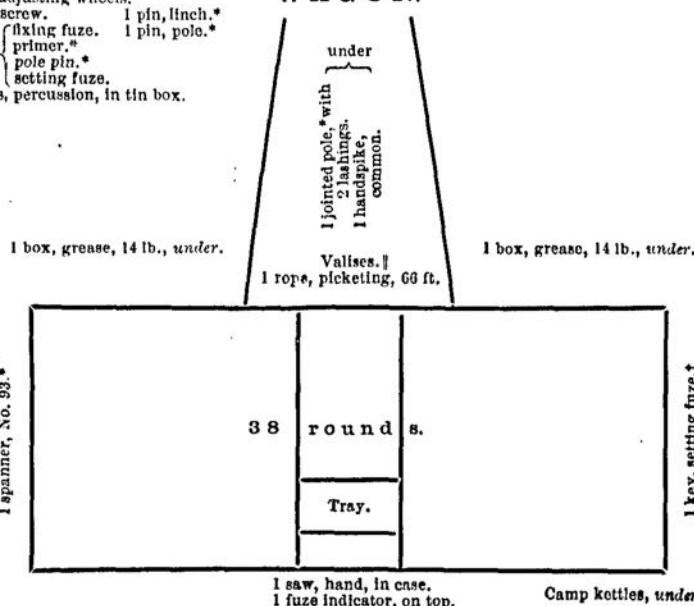 adjusting wheels.
screw. 1 pin, linch.*
fixing fuze. 1 pin, pole.*
primer.*
pole pin.*
setting fuze.
s, percussion, in tin box.
under
1 jointed pole,* with
2 lashings.
1 handspike,
common.
1 box, grease, 14 lb., under.
1 box, grease, 14 lb., under.
Valises.‖
1 rope, picketing, 66 ft.
1 spanner, No. 93.*
38 rounds.
Tray.
1 key, setting fuze.†
1 saw, hand, in case.
1 fuze indicator, on top.
Camp kettles, under